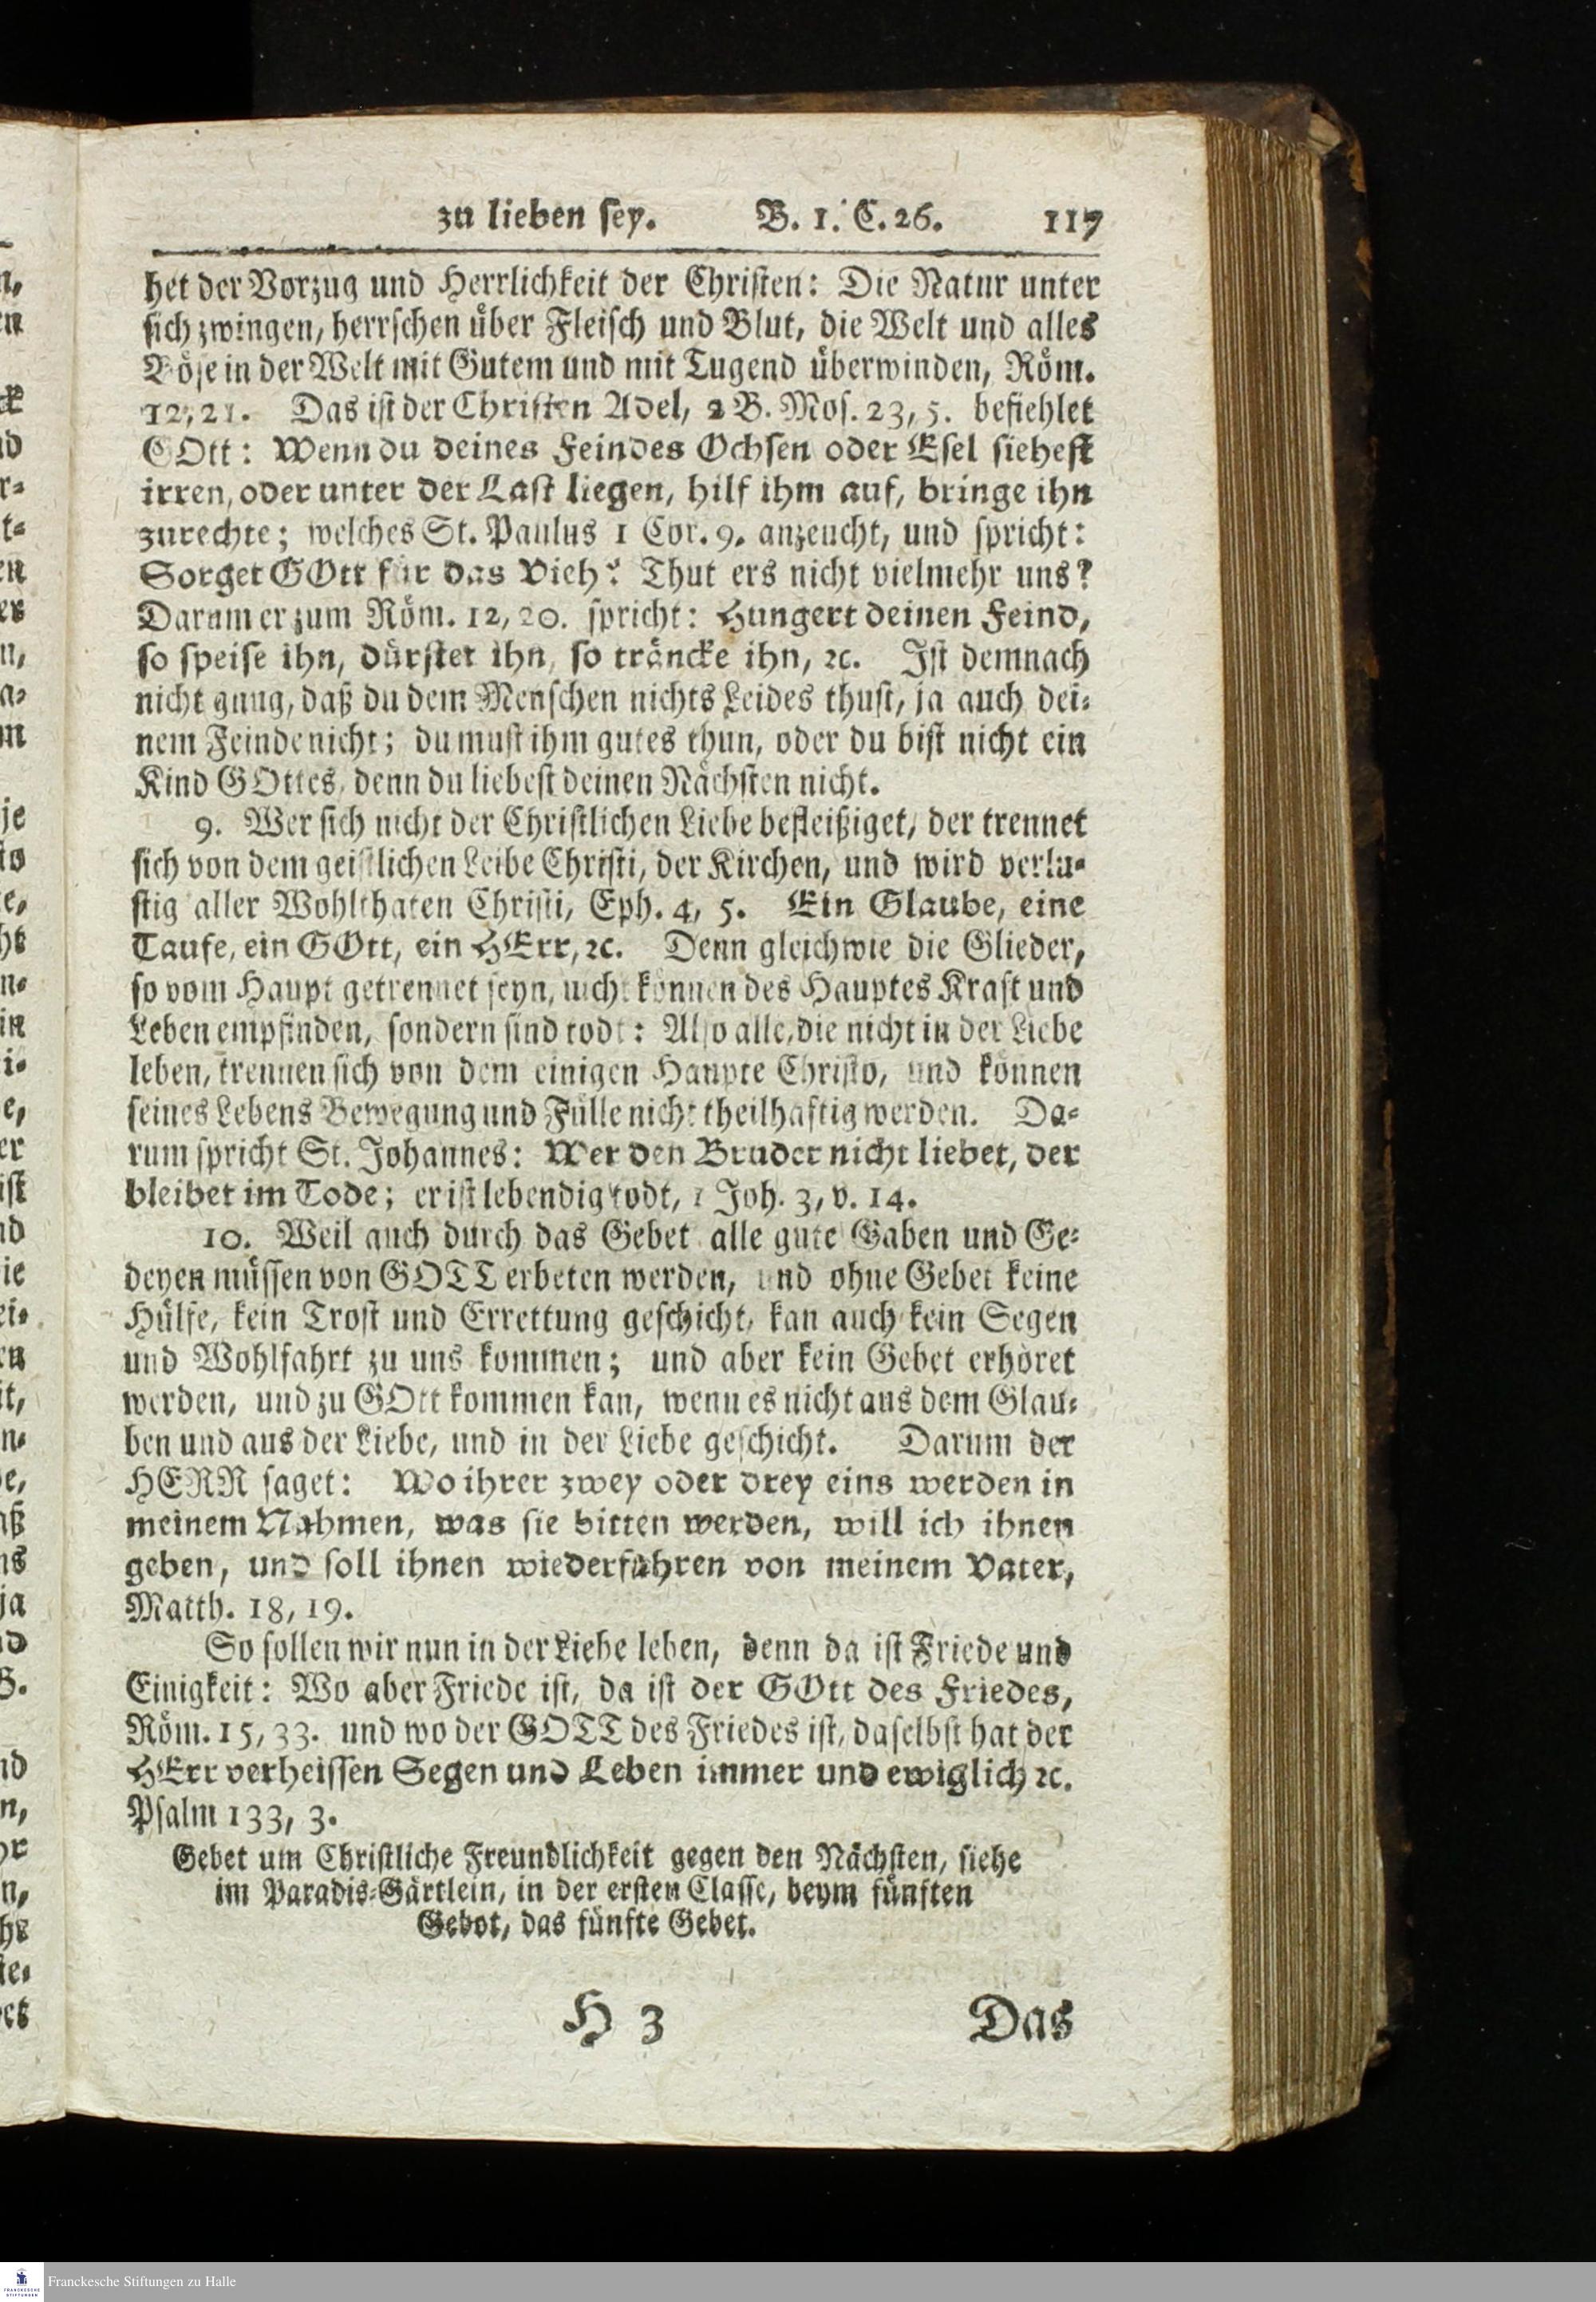 zu lieben sey. B. 1. C. 26. 117
het der Vorzug und Herrlichkeit der Christen: Die Natur unter
sich zwingen, herrschen über Fleisch und Blut, die Welt und alles
Böse in der Welt mit Gutem und mit Tugend überwinden, Röm.
12, 21. Das ist der Christen Adel, 2 B. Mos. 23, 5. befiehlet
GOtt: Wenn du deines Feindes Ochsen oder Esel siehest
irren, oder unter der Last liegen, hilf ihm auf, bringe ihn
zurechte; welches St. Paulus 1 Cor. 9. anzeucht, und spricht:
Sorget GOtt für das Vieh? Thut ers nicht vielmehr uns?
Darum er zum Röm. 12, 20. spricht: Hungert deinen Feind,
so speise ihn, dürstet ihn, so träncke ihn, ꝛc. Ist demnach
nicht gnug, daß du dem Menschen nichts Leides thust, ja auch dei-
nem Feinde nicht; du must ihm gutes thun, oder du bist nicht ein
Kind GOttes, denn du liebest deinen Nächsten nicht.
9. Wer sich nicht der Christlichen Liebe befleißiget, der trennet
sich von dem geistlichen Leibe Christi, der Kirchen, und wird verlu-
stig aller Wohlthaten Christi, Eph. 4, 5. Ein Glaube, eine
Taufe, ein GOtt, ein HErr, ꝛc. Denn gleichwie die Glieder,
so vom Haupt getrennet seyn, nicht können des Hauptes Kraft und
Leben empfinden, sondern sind todt: Also alle, die nicht in der Liebe
leben, trennen sich von dem einigen Haupte Christo, und können
seines Lebens Bewegung und Fülle nicht theilhaftig werden. Da-
rum spricht St. Johannes: Wer den Bruder nicht liebet, der
bleibet im Tode; er ist lebendig todt, 1 Joh. 3, v. 14.
10. Weil auch durch das Gebet alle gute Gaben und Ge-
deyen müssen von GOTT erbeten werden, und ohne Gebet keine
Hülfe, kein Trost und Errettung geschicht, kan auch kein Segen
und Wohlfahrt zu uns kommen; und aber kein Gebet erhöret
werden, und zu GOtt kommen kan, wenn es nicht aus dem Glau-
ben und aus der Liebe, und in der Liebe geschicht. Darum der
HERR saget: Wo ihrer zwey oder drey eins werden in
meinem Nahmen, was sie bitten werden, will ich ihnen
geben, und soll ihnen wiederfahren von meinem Vater,
Matth. 18, 19.
So sollen wir nun in der Liebe leben, denn da ist Friede und
Einigkeit: Wo aber Friede ist, da ist der GOtt des Friedes,
Röm. 15, 33. und wo der GOTT des Friedes ist, daselbst hat der
HErr verheissen Segen und Leben immer und ewiglich ꝛc.
Psalm 133, 3.
Gebet um Christliche Freundlichkeit gegen den Nächsten, siehe
im Paradis-Gärtlein, in der ersten Classe, beym fünften
Gebot, das fünfte Gebet.
H 3 Das
Franckesche Stiftungen zu Halle